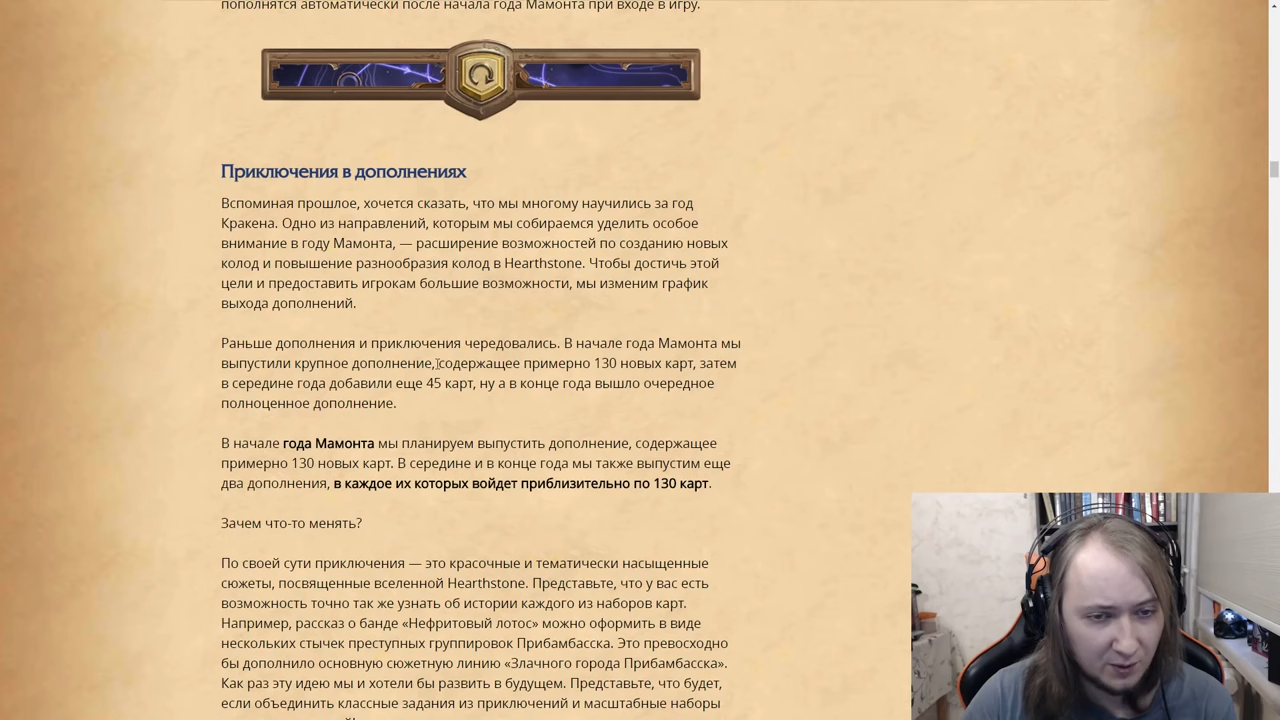 пополнятся автоматически после начала года Мамонта при входе в игру.
Приключения в дополнениях
Вспоминая прошлое, хочется сказать, что мы многому научились за год
Кракена. Одно из направлений, которым мы собираемся уделить особое
внимание в году Мамонта, — расширение возможностей по созданию новых
колод и повышение разнообразия колод в Hearthstone. Чтобы достичь этой
цели и предоставить игрокам большие возможности, мы изменим график
выхода дополнений.
Раньше дополнения и приключения чередовались. В начале года Мамонта мы
выпустили крупное дополнение, содержащее примерно 130 новых карт, затем
в середине года добавили еще 45 карт, ну а в конце года вышло очередное
полноценное дополнение.
В начале года Мамонта мы планируем выпустить дополнение, содержащее
примерно 130 новых карт. В середине и в конце года мы также выпустим еще
два дополнения, в каждое их которых войдет приблизительно по 130 карт.
Зачем что-то менять?
По своей сути приключения — это красочные и тематически насыщенные
сюжеты, посвященные вселенной Hearthstone. Представьте, что у вас есть
возможность точно так же узнать об истории каждого из наборов карт.
Например, рассказ о банде «Нефритовый лотос» можно оформить в виде
нескольких стычек преступных группировок Прибамбасска. Это превосходно
бы дополнило основную сюжетную линию «Злачного города Прибамбасска».
Как раз эту идею мы и хотели бы развить в будущем. Представьте, что будет,
если объединить классные задания из приключений и масштабные наборы